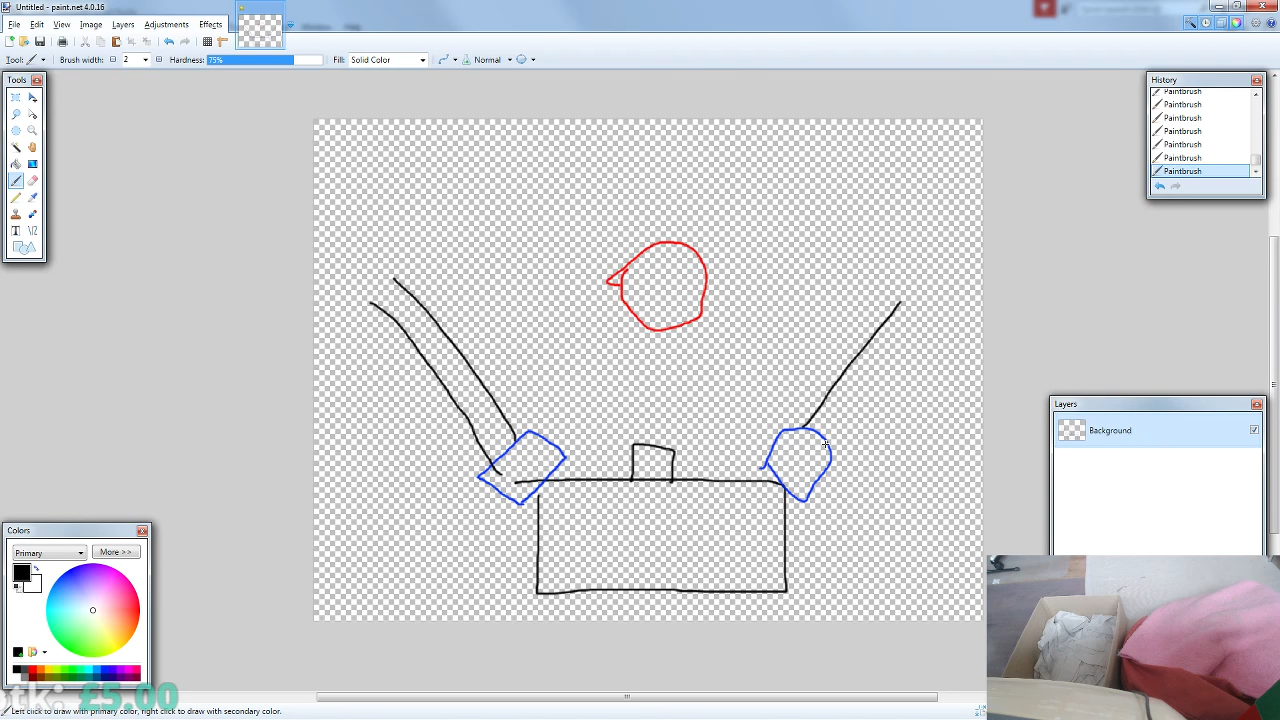 Untitled - paint.net 4.0.16
File Edit View Image Layers Adjustments Effects
Tool: Brush width: 2 Hardness: 75% Fill: Solid Color Normal
Tools
History
Paintbrush
Paintbrush
Paintbrush
Paintbrush
Paintbrush
Paintbrush
Paintbrush
Layers
Background
Colors
Primary More >>
tk: £5.00
Left click to draw with primary color, right click to draw with secondary color.